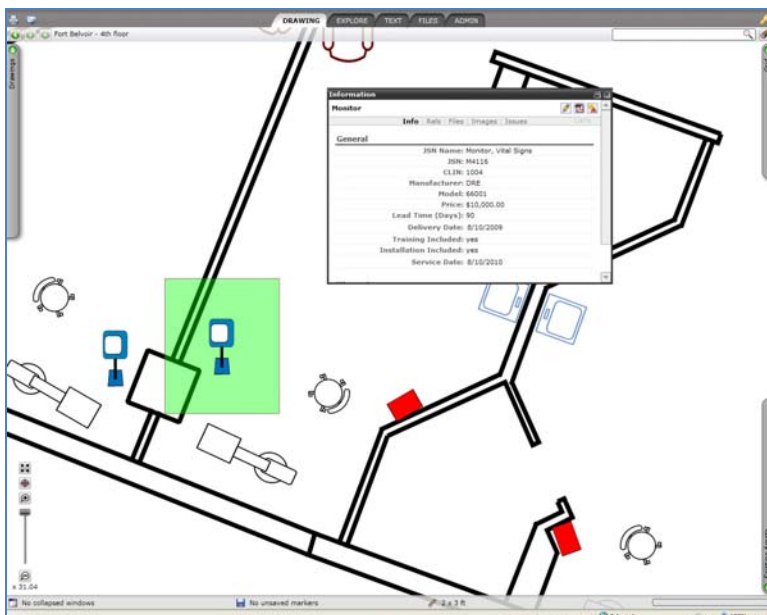 DRAWING EXPLORE TEXT FILES ADMIN
Fort Belvoir - 4th floor
Drawings
Information
Monitor
Info Rels Files Images Issues
General
JSN Name: Monitor, Vital Signs
JSN: M4116
CLIN: 1004
Manufacturer: DRE
Model: 66001
Price: $10,000.00
Lead Time (Days): 90
Delivery Date: 8/10/2009
Training Included: yes
Installation Included: yes
Service Date: 8/10/2010
x 31.04
No collapsed windows No unsaved markers 2 x 3 ft